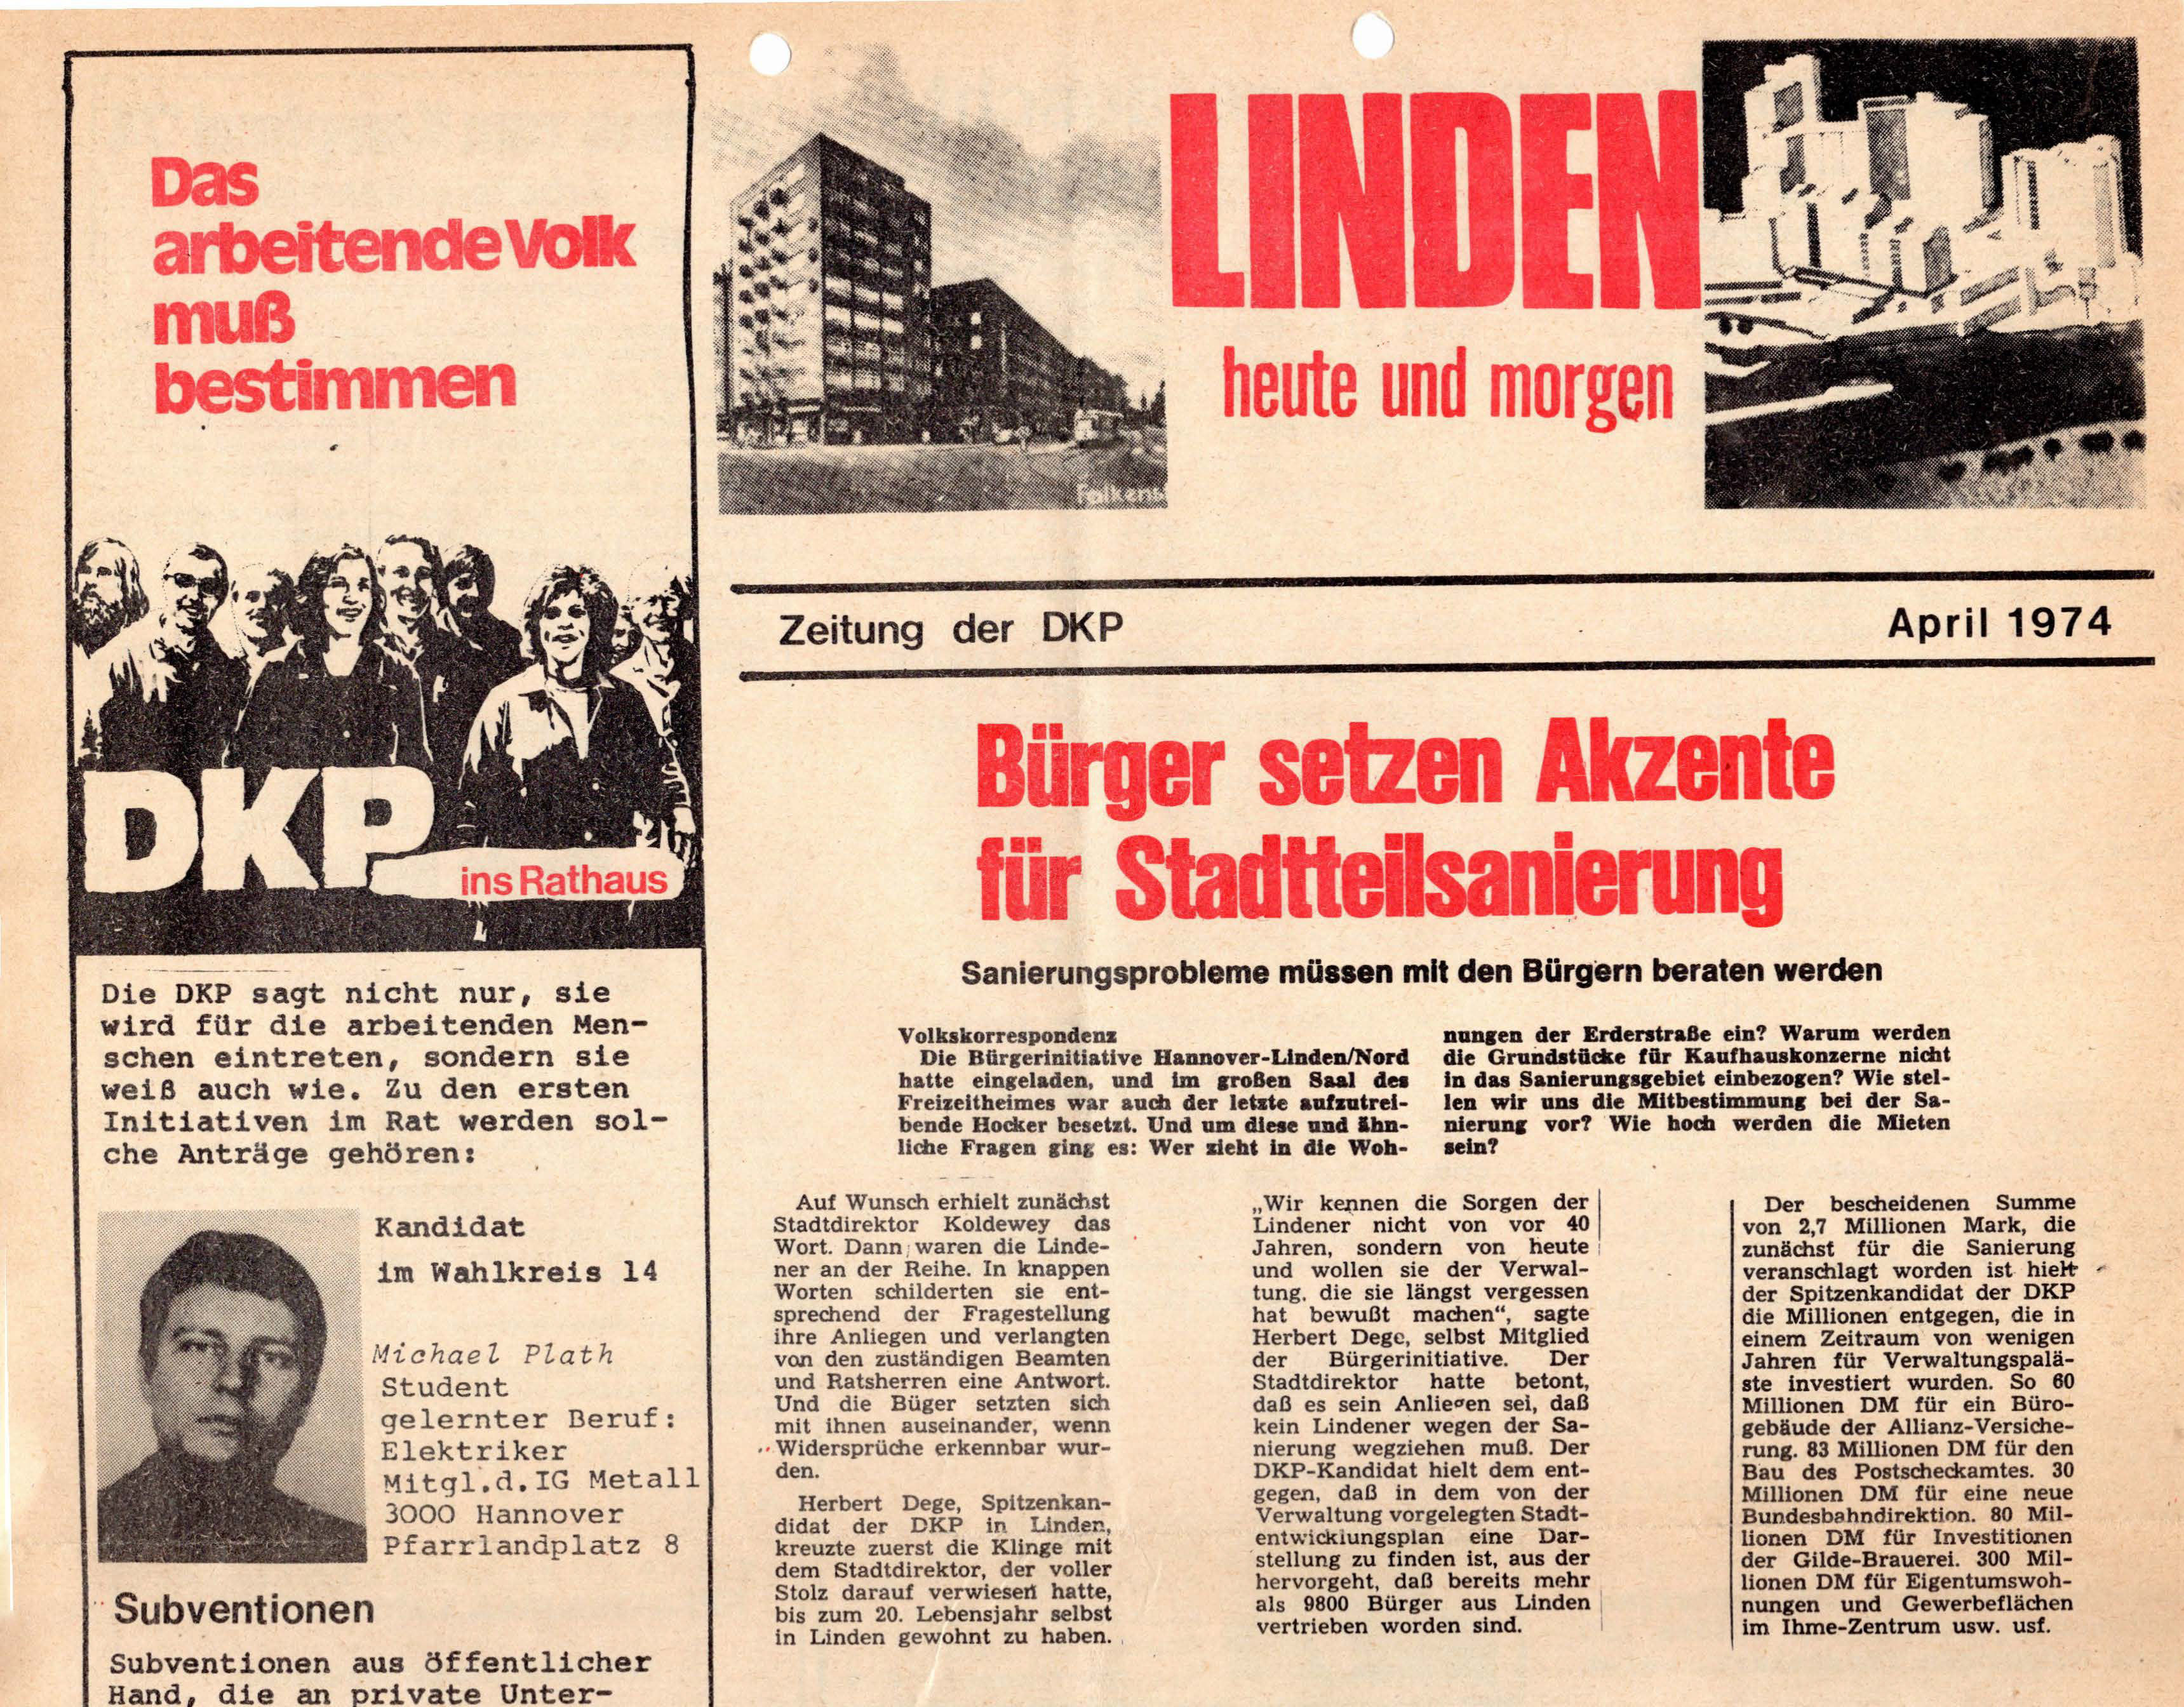 Das
arbeitende Volk
muß
bestimmen
DKP
ins Rathaus
Die DKP sagt nicht nur, sie
wird für die arbeitenden Men-
schen eintreten, sondern sie
weiß auch wie. Zu den ersten
Initiativen im Rat werden sol-
che Anträge gehören:
Kandidat
im Wahlkreis 14
Michael Plath
Student
gelernter Beruf:
Elektriker
Mitgl.d.IG Metall
3000 Hannover
Pfarrlandplatz 8
Subventionen
Subventionen aus öffentlicher
Hand, die an private Unter-
LINDEN
heute und morgen
Zeitung der DKP
April 1974
Bürger setzen Akzente
für Stadtteilsanierung
Sanierungsprobleme müssen mit den Bürgern beraten werden
Volkskorrespondenz
Die Bürgerinitiative Hannover-Linden/Nord
hatte eingeladen, und im großen Saal des
Freizeitheimes war auch der letzte aufzutrei-
bende Hocker besetzt. Und um diese und ähn-
liche Fragen ging es: Wer zieht in die Woh-
nungen der Erderstraße ein? Warum werden
die Grundstücke für Kaufhauskonzerne nicht
in das Sanierungsgebiet einbezogen? Wie stel-
len wir uns die Mitbestimmung bei der Sa-
nierung vor? Wie hoch werden die Mieten
sein?
Auf Wunsch erhielt zunächst
Stadtdirektor Koldewey das
Wort. Dann waren die Linde-
ner an der Reihe. In knappen
Worten schilderten sie ent-
sprechend der Fragestellung
ihre Anliegen und verlangten
von den zuständigen Beamten
und Ratsherren eine Antwort.
Und die Büger setzten sich
mit ihnen auseinander, wenn
Widersprüche erkennbar wur-
den.
Herbert Dege, Spitzenkan-
didat der DKP in Linden,
kreuzte zuerst die Klinge mit
dem Stadtdirektor, der voller
Stolz darauf verwiesen hatte,
bis zum 20. Lebensjahr selbst
in Linden gewohnt zu haben.
„Wir kennen die Sorgen der
Lindener nicht von vor 40
Jahren, sondern von heute
und wollen sie der Verwal-
tung, die sie längst vergessen
hat bewußt machen“, sagte
Herbert Dege, selbst Mitglied
der Bürgerinitiative. Der
Stadtdirektor hatte betont,
daß es sein Anliegen sei, daß
kein Lindener wegen der Sa-
nierung wegziehen muß. Der
DKP-Kandidat hielt dem ent-
gegen, daß in dem von der
Verwaltung vorgelegten Stadt-
entwicklungsplan eine Dar-
stellung zu finden ist, aus der
hervorgeht, daß bereits mehr
als 9800 Bürger aus Linden
vertrieben worden sind.
Der bescheidenen Summe
von 2,7 Millionen Mark, die
zunächst für die Sanierung
veranschlagt worden ist hielt
der Spitzenkandidat der DKP
die Millionen entgegen, die in
einem Zeitraum von wenigen
Jahren für Verwaltungspalä-
ste investiert wurden. So 60
Millionen DM für ein Büro-
gebäude der Allianz-Versiche-
rung. 83 Millionen DM für den
Bau des Postscheckamtes. 30
Millionen DM für eine neue
Bundesbahndirektion. 80 Mil-
lionen DM für Investitionen
der Gilde-Brauerei. 300 Mil-
lionen DM für Eigentumswoh-
nungen und Gewerbeflächen
im Ihme-Zentrum usw. usf.